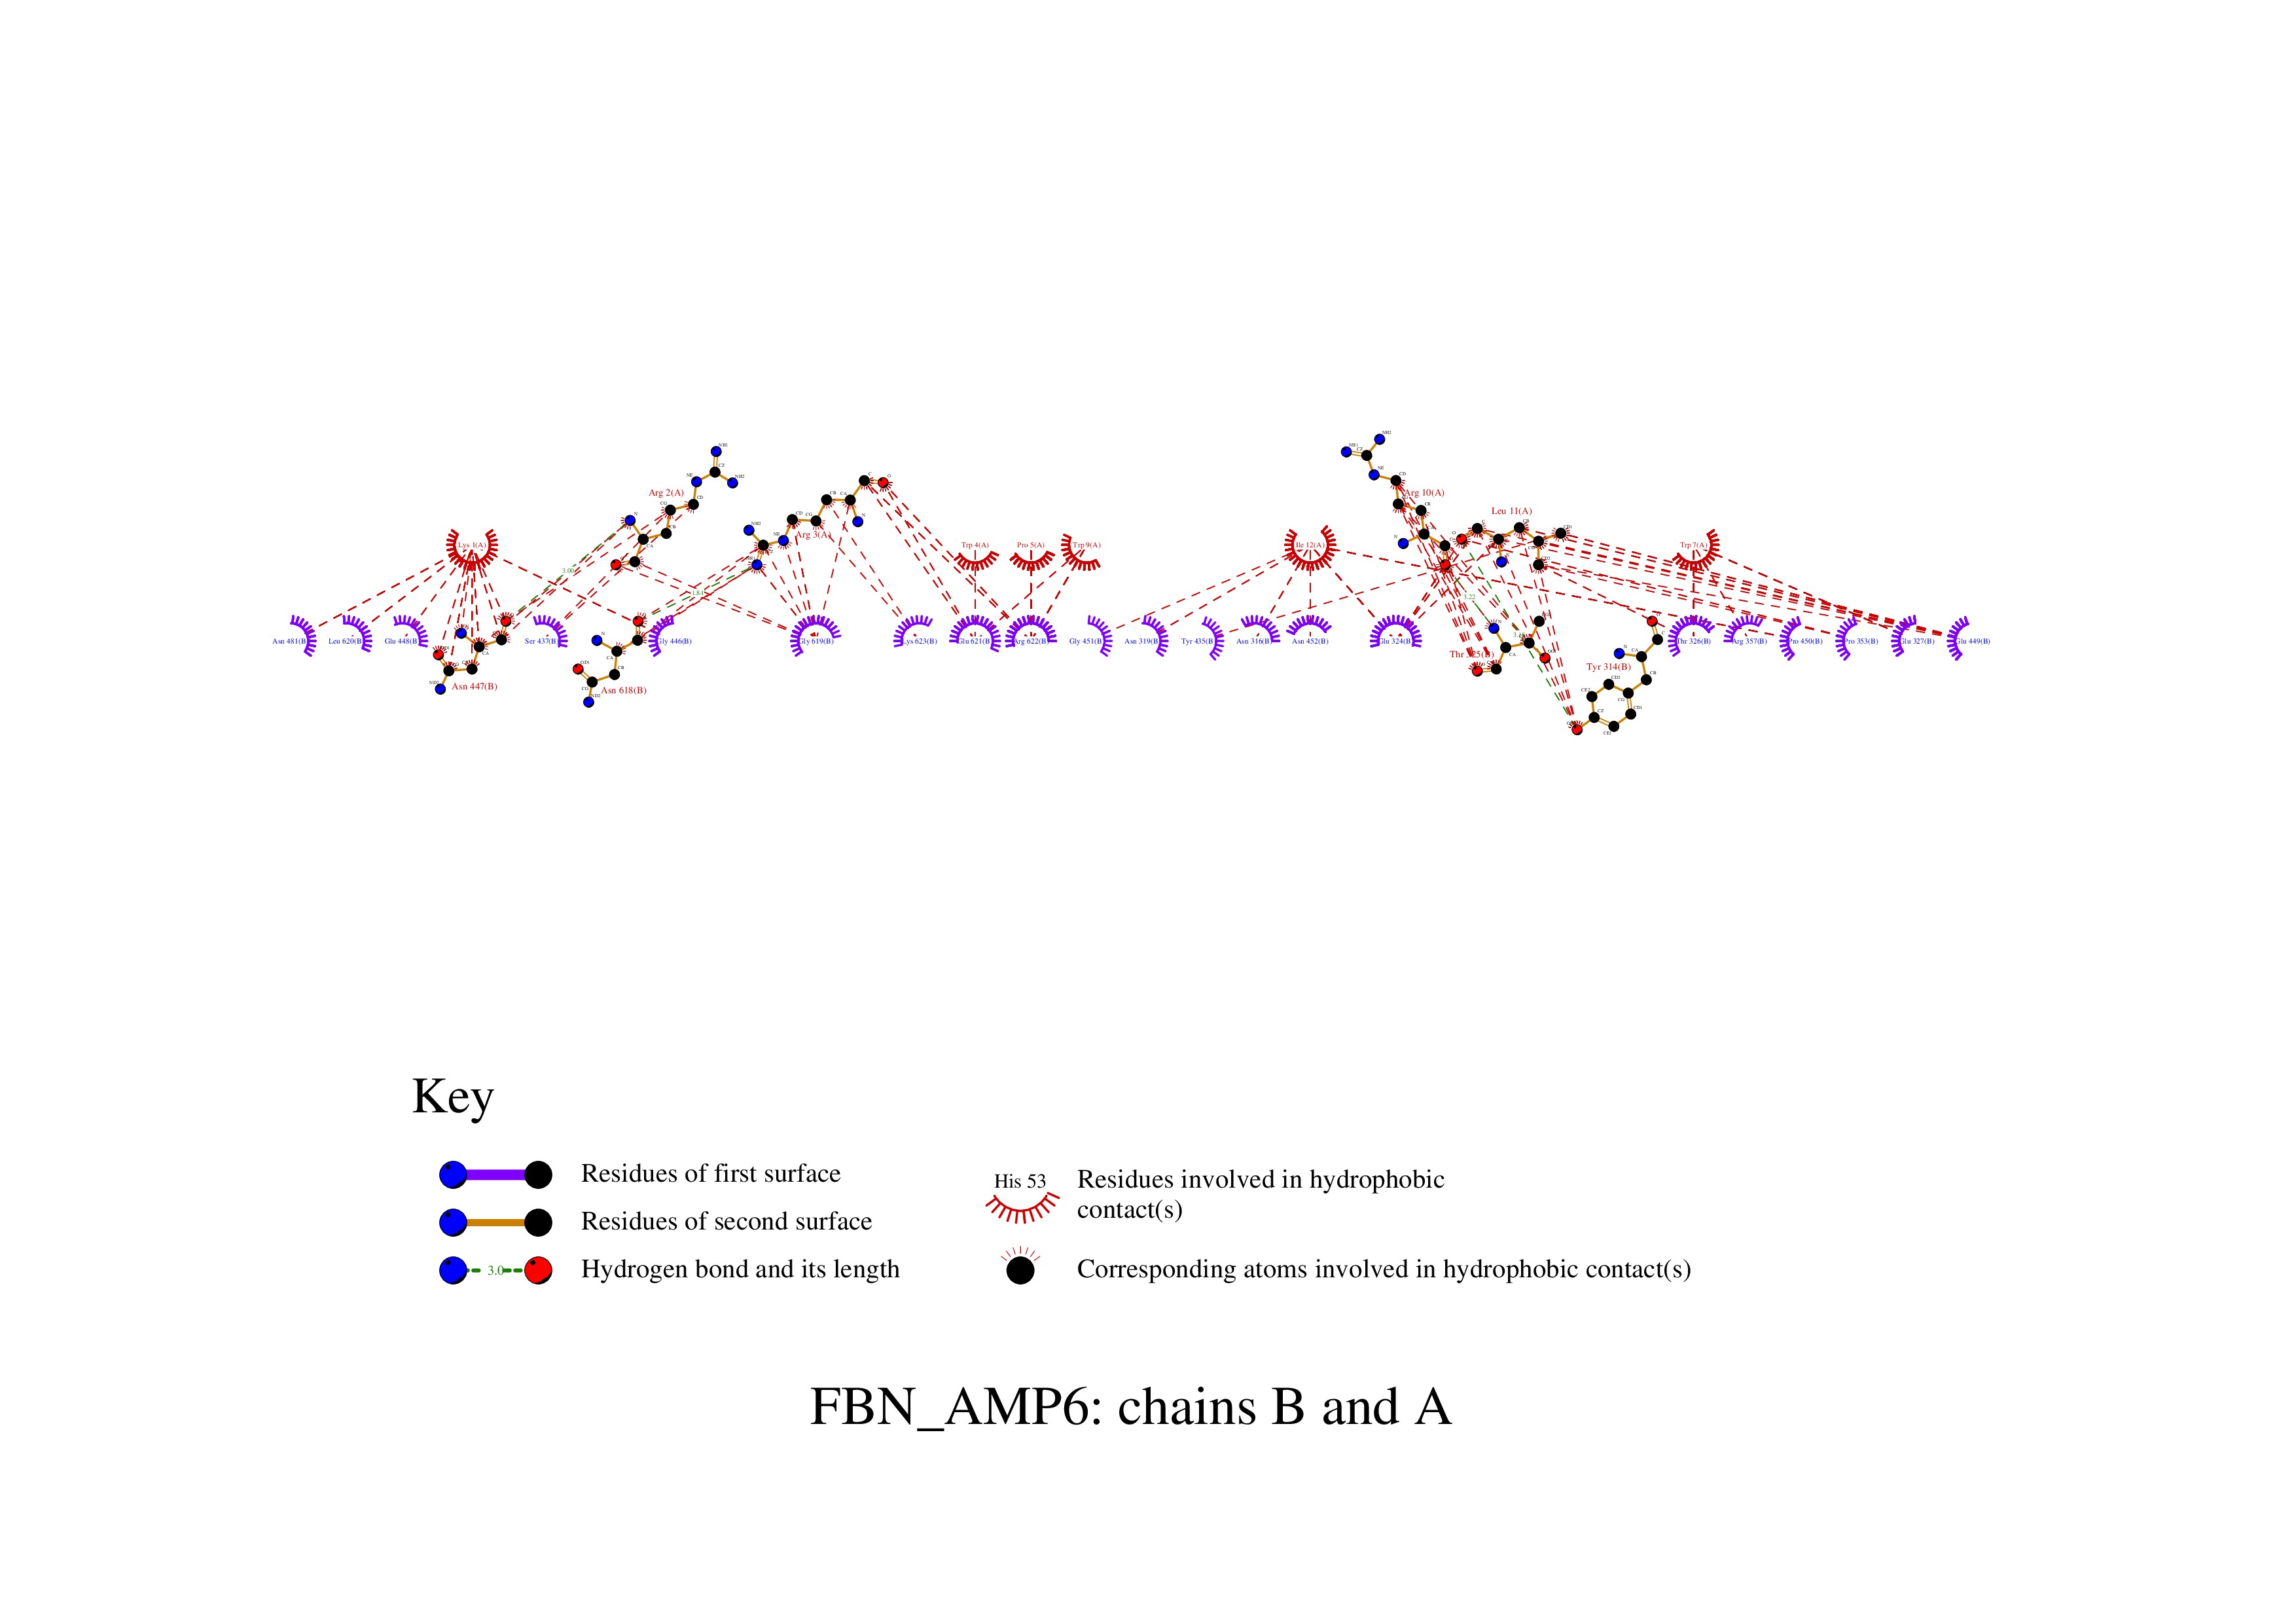 Arg 2(A)
Arg 10(A)
Leu 11(A)
Arg 3(A)
Lys 1(A)
Trp 4(A)
Pro 5(A)
Trp 9(A)
Ile 12(A)
Trp 7(A)
3.00
3.22
Asn 481(B)
Leu 620(B)
Glu 448(B)
Ser 437(B)
Gly 446(B)
Gly 619(B)
Lys 623(B)
Glu 621(B)
Arg 622(B)
Gly 451(B)
Asn 319(B)
Tyr 435(B)
Asn 316(B)
Asn 452(B)
Glu 324(B)
Thr 326(B)
Arg 357(B)
Pro 450(B)
Pro 353(B)
Glu 327(B)
Glu 449(B)
Thr 325(B)
Tyr 314(B)
Asn 447(B)
Asn 618(B)
Key
Residues of first surface
Residues of second surface
3.0
Hydrogen bond and its length
His 53
Residues involved in hydrophobic
contact(s)
Corresponding atoms involved in hydrophobic contact(s)
FBN_AMP6: chains B and A